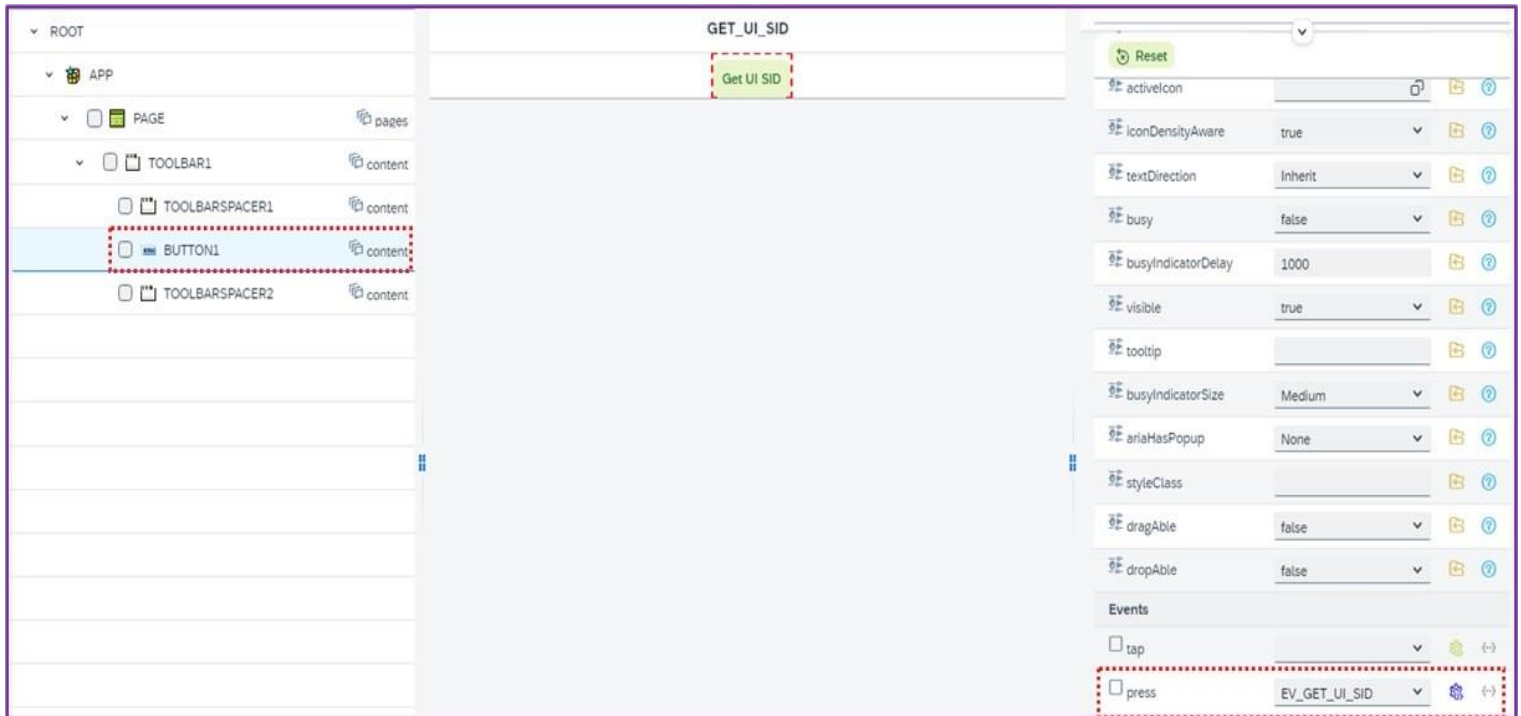 ROOT
APP
PAGE pages
TOOLBAR1 content
TOOLBARSPACER1 content
BUTTON1 content
TOOLBARSPACER2 content
GET_UI_SID
Get UI SID
Reset
activeIcon
iconDensityAware true
textDirection Inherit
busy false
busyIndicatorDelay 1000
visible true
tooltip
busyIndicatorSize Medium
ariaHasPopup None
styleClass
dragAble false
dropAble false
Events
tap
press EV_GET_UI_SID